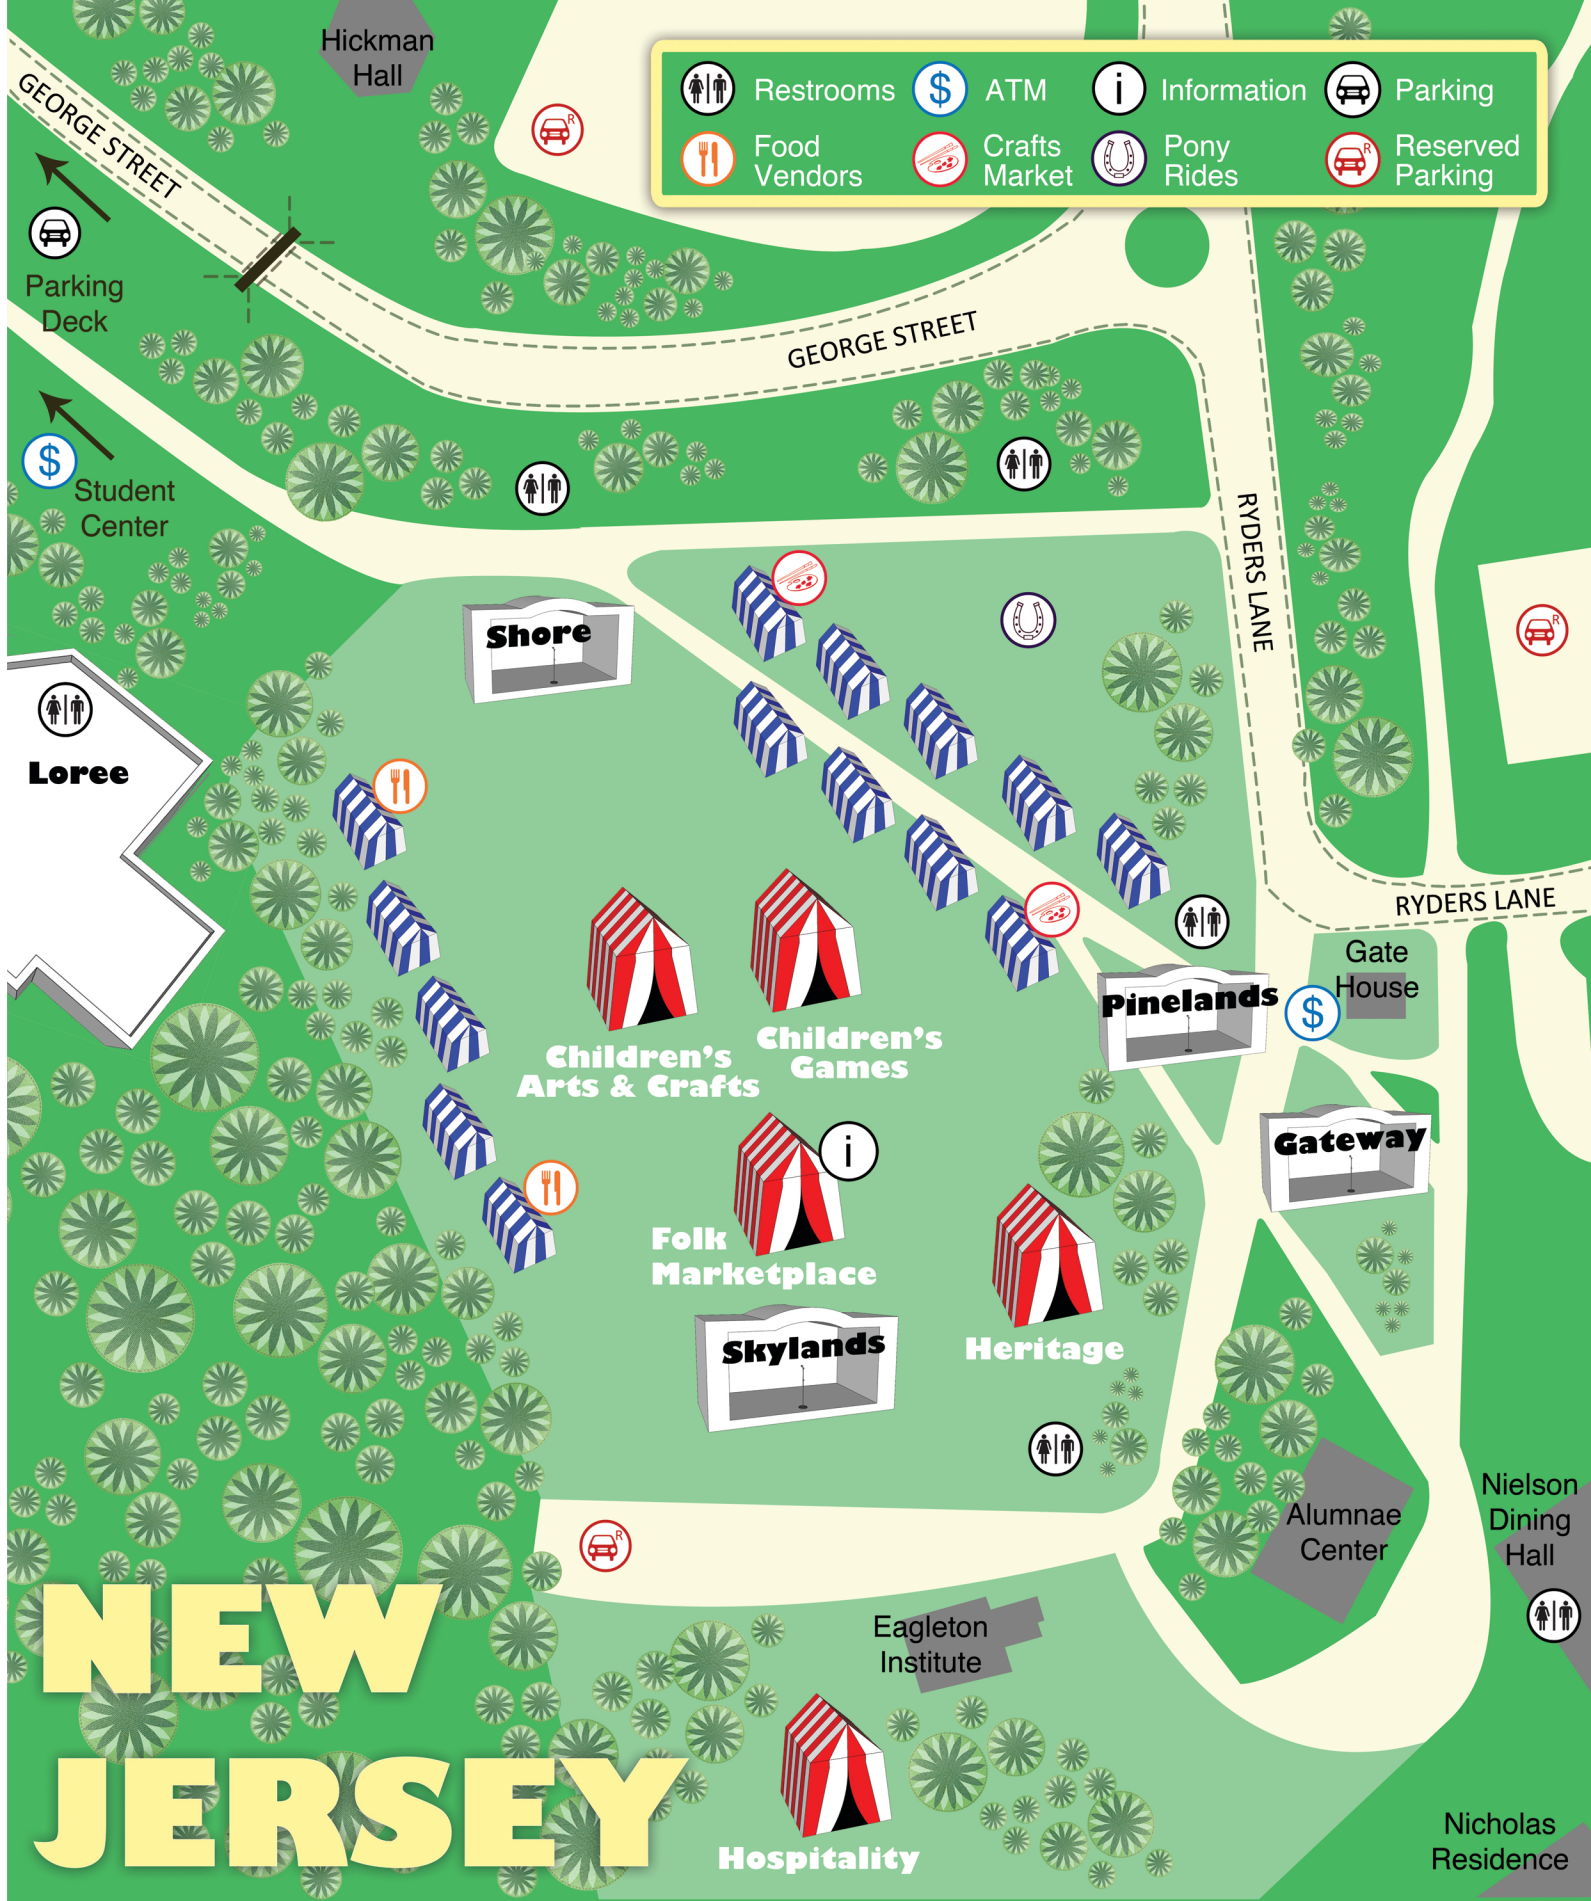 Hickman
Hall
GEORGE STREET
Restrooms
$
ATM
i
Information
Parking
Food
Vendors
Crafts
Market
Pony
Rides
R
Reserved
Parking
R
Parking
Deck
GEORGE STREET
$
Student
Center
RYDERS LANE
Shore
R
Loree
RYDERS LANE
Gate
House
Pinelands
$
Children's
Games
Children's
Arts & Crafts
Gateway
i
Folk
Marketplace
Skylands
Heritage
R
Alumnae
Center
Nielson
Dining
Hall
Eagleton
Institute
NEW
JERSEY
Hospitality
Nicholas
Residence